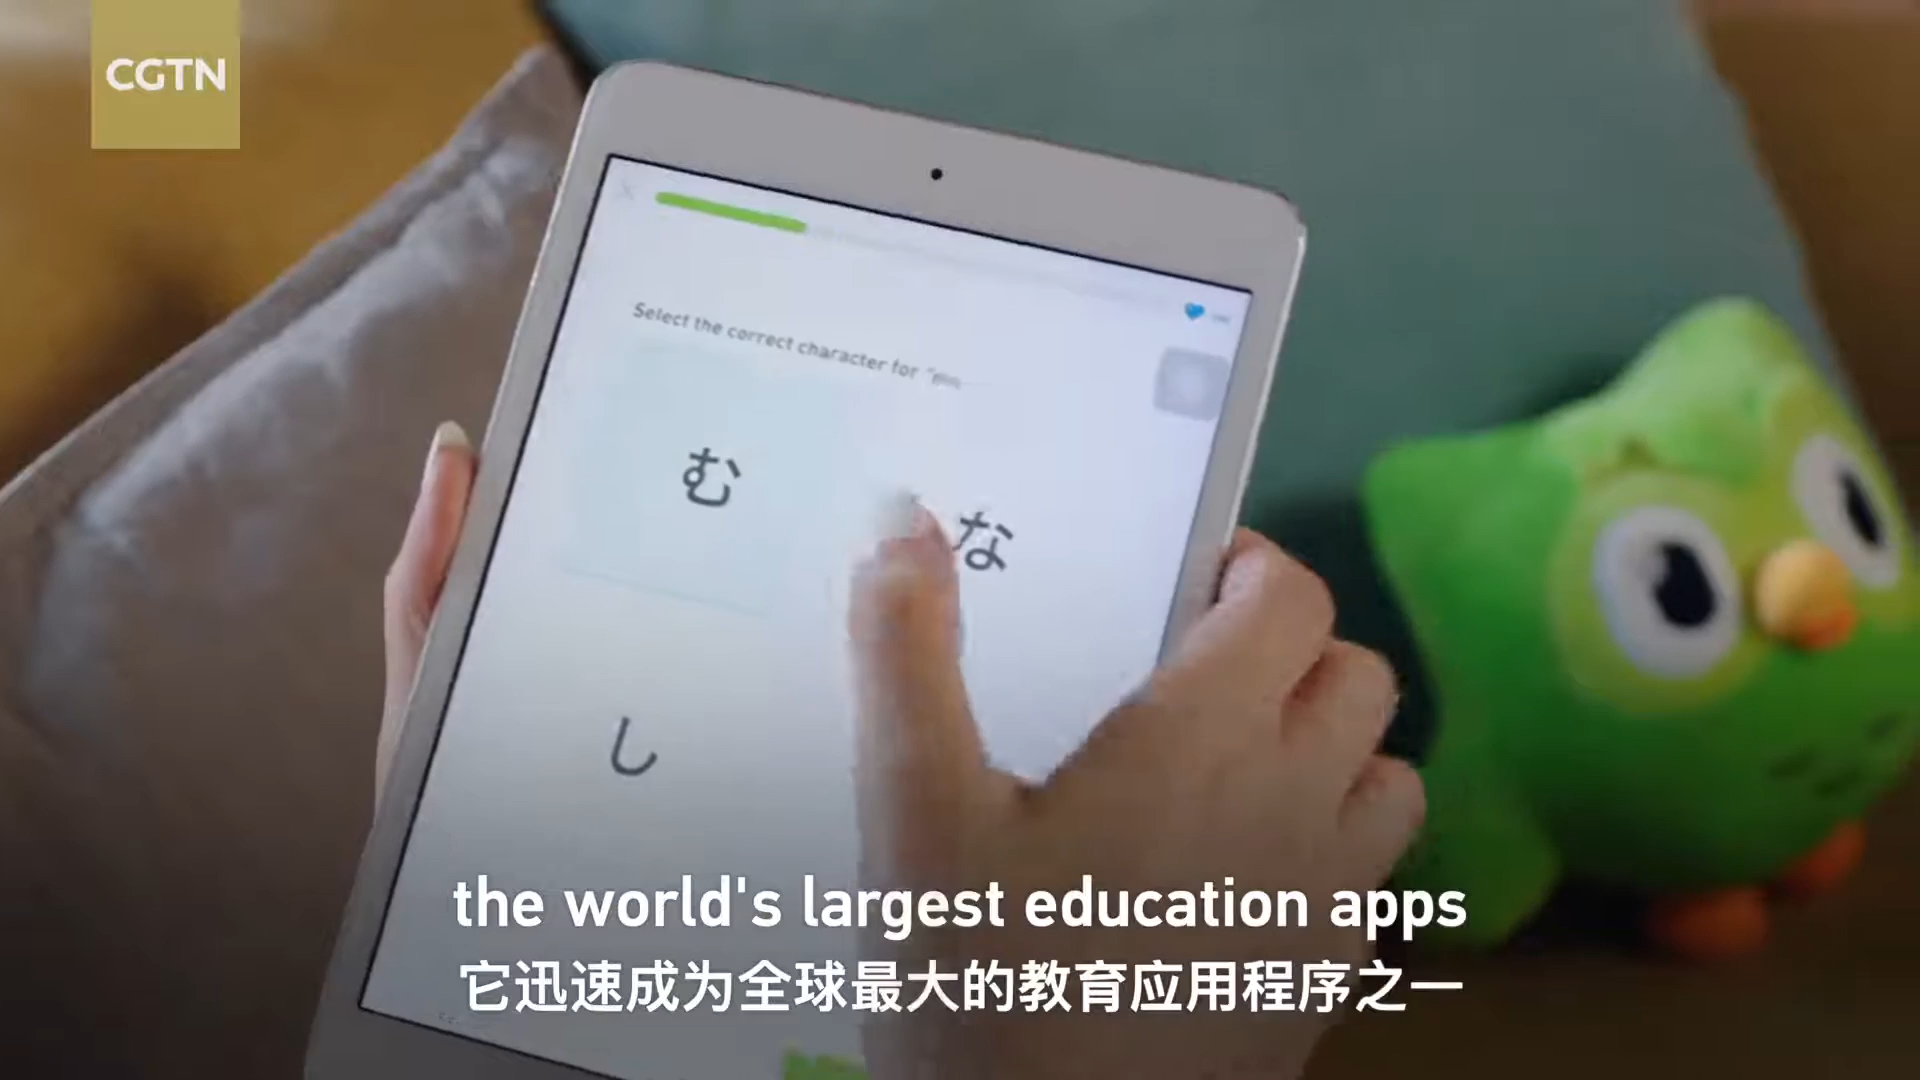 CGTN
Select the correct character for
む
な
し
the world's largest education apps
它迅速成为全球最大的教育应用程序之一